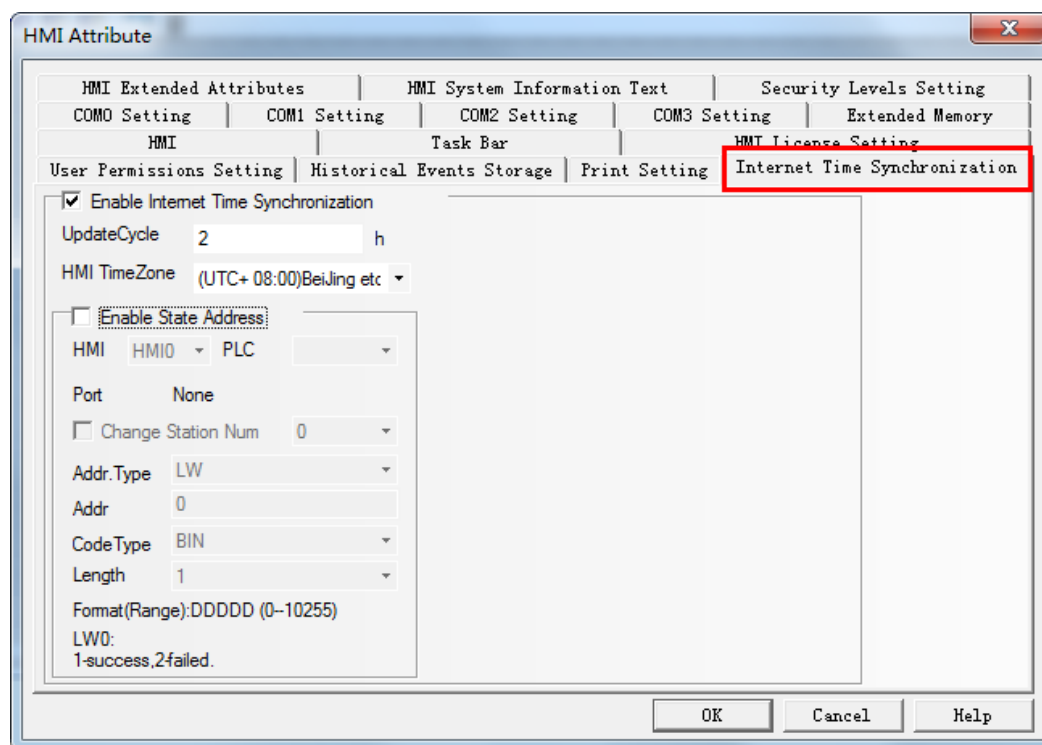 HMI Attribute
HMI Extended Attributes HMI System Information Text Security Levels Setting
COM0 Setting COM1 Setting COM2 Setting COM3 Setting Extended Memory
HMI Task Bar HMI License Setting
User Permissions Setting Historical Events Storage Print Setting Internet Time Synchronization
Enable Internet Time Synchronization
UpdateCycle 2 h
HMI TimeZone (UTC+ 08:00)BeiJing etc
Enable State Address
HMI HMI0 PLC
Port None
Change Station Num 0
Addr.Type LW
Addr 0
CodeType BIN
Length 1
Format(Range):DDDDD (0--10255)
LW0:
1-success,2-failed.
OK Cancel Help